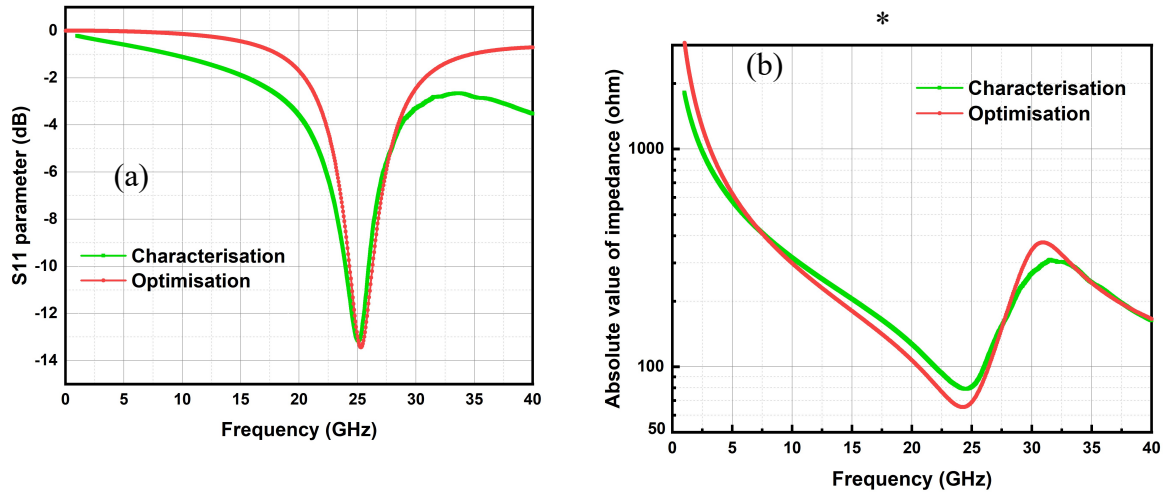 *
0
-2
-4
-6
-8
-10
-12
-14
S11 parameter (dB)
(a)
Characterisation
Optimisation
0 5 10 15 20 25 30 35 40
Frequency (GHz)
(b)
Characterisation
Optimisation
1000
100
50
Absolute value of impedance (ohm)
0 5 10 15 20 25 30 35 40
Frequency (GHz)